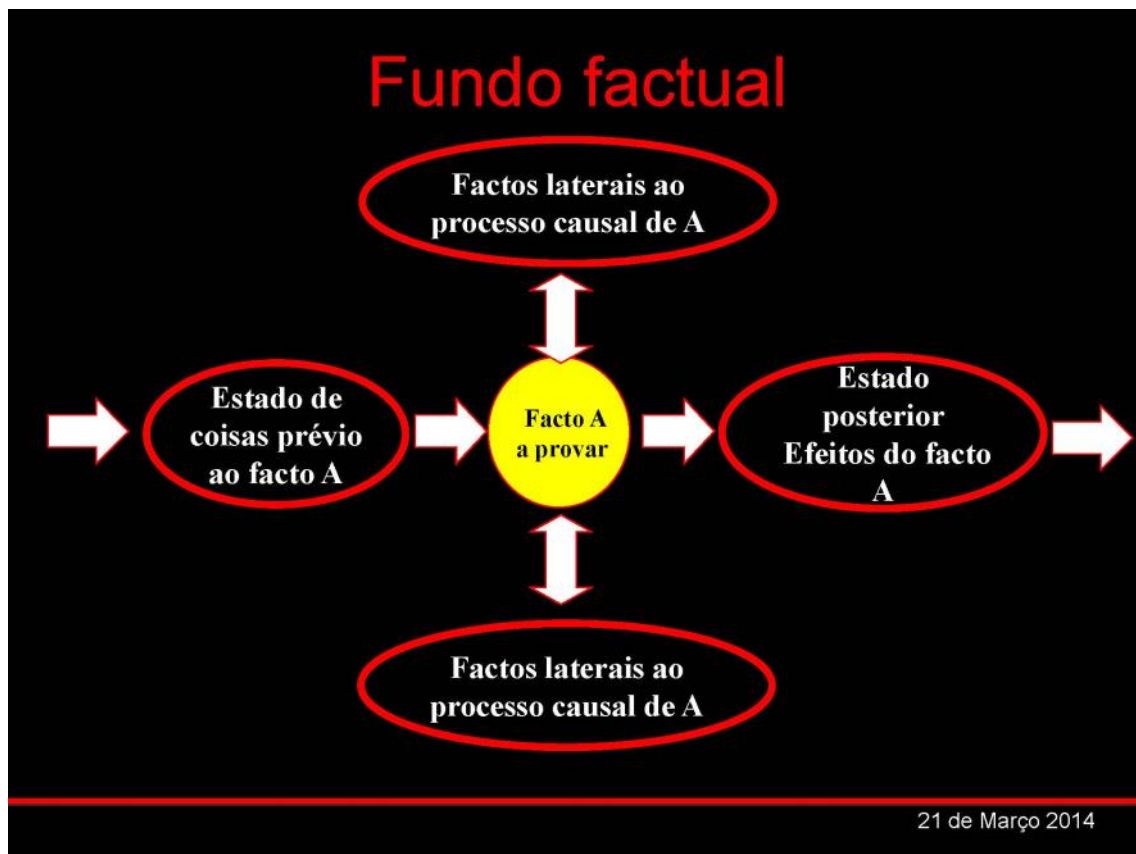 Fundo factual
Factos laterais ao
processo causal de A
Estado de
coisas prévio
ao facto A
Facto A
a provar
Estado
posterior
Efeitos do facto
A
Factos laterais ao
processo causal de A
21 de Março 2014